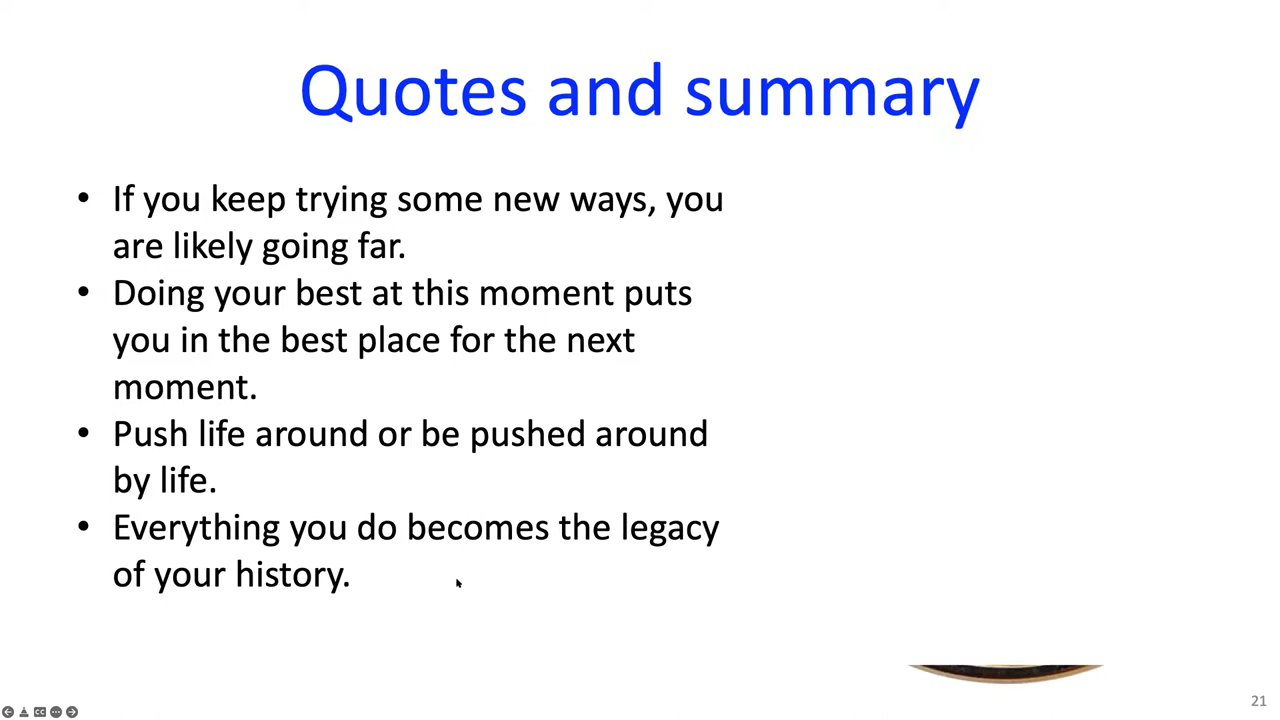 Quotes and summary
• If you keep trying some new ways, you
are likely going far.
• Doing your best at this moment puts
you in the best place for the next
moment.
• Push life around or be pushed around
by life.
• Everything you do becomes the legacy
of your history.
21